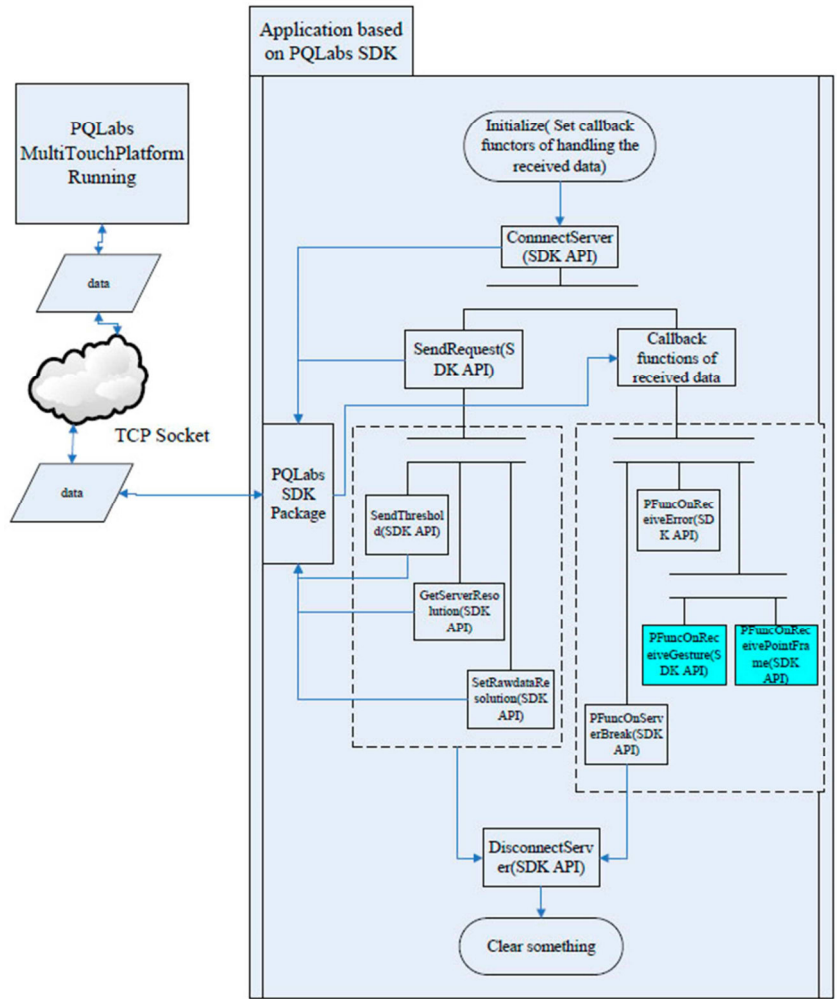 Application based
on PQLabs SDK
PQLabs
MultiTouchPlatform
Running
data
TCP Socket
data
Initialize( Set callback
functors of handling the
received data)
ConnnectServer
(SDK API)
SendRequest(S
DK API)
Callback
functions of
received data
PQLabs
SDK
Package
SendThreshol
d(SDK API)
GetServerReso
lution(SDK
API)
SetRawdataRe
solution(SDK
API)
PFuncOnRec
eiveError(SD
K API)
PFuncOnRec
eiveGesture(S
DK API)
PFuncOnRec
eivePointFra
me(SDK
API)
PFuncOnServ
erBreak(SDK
API)
DisconnectServ
er(SDK API)
Clear something